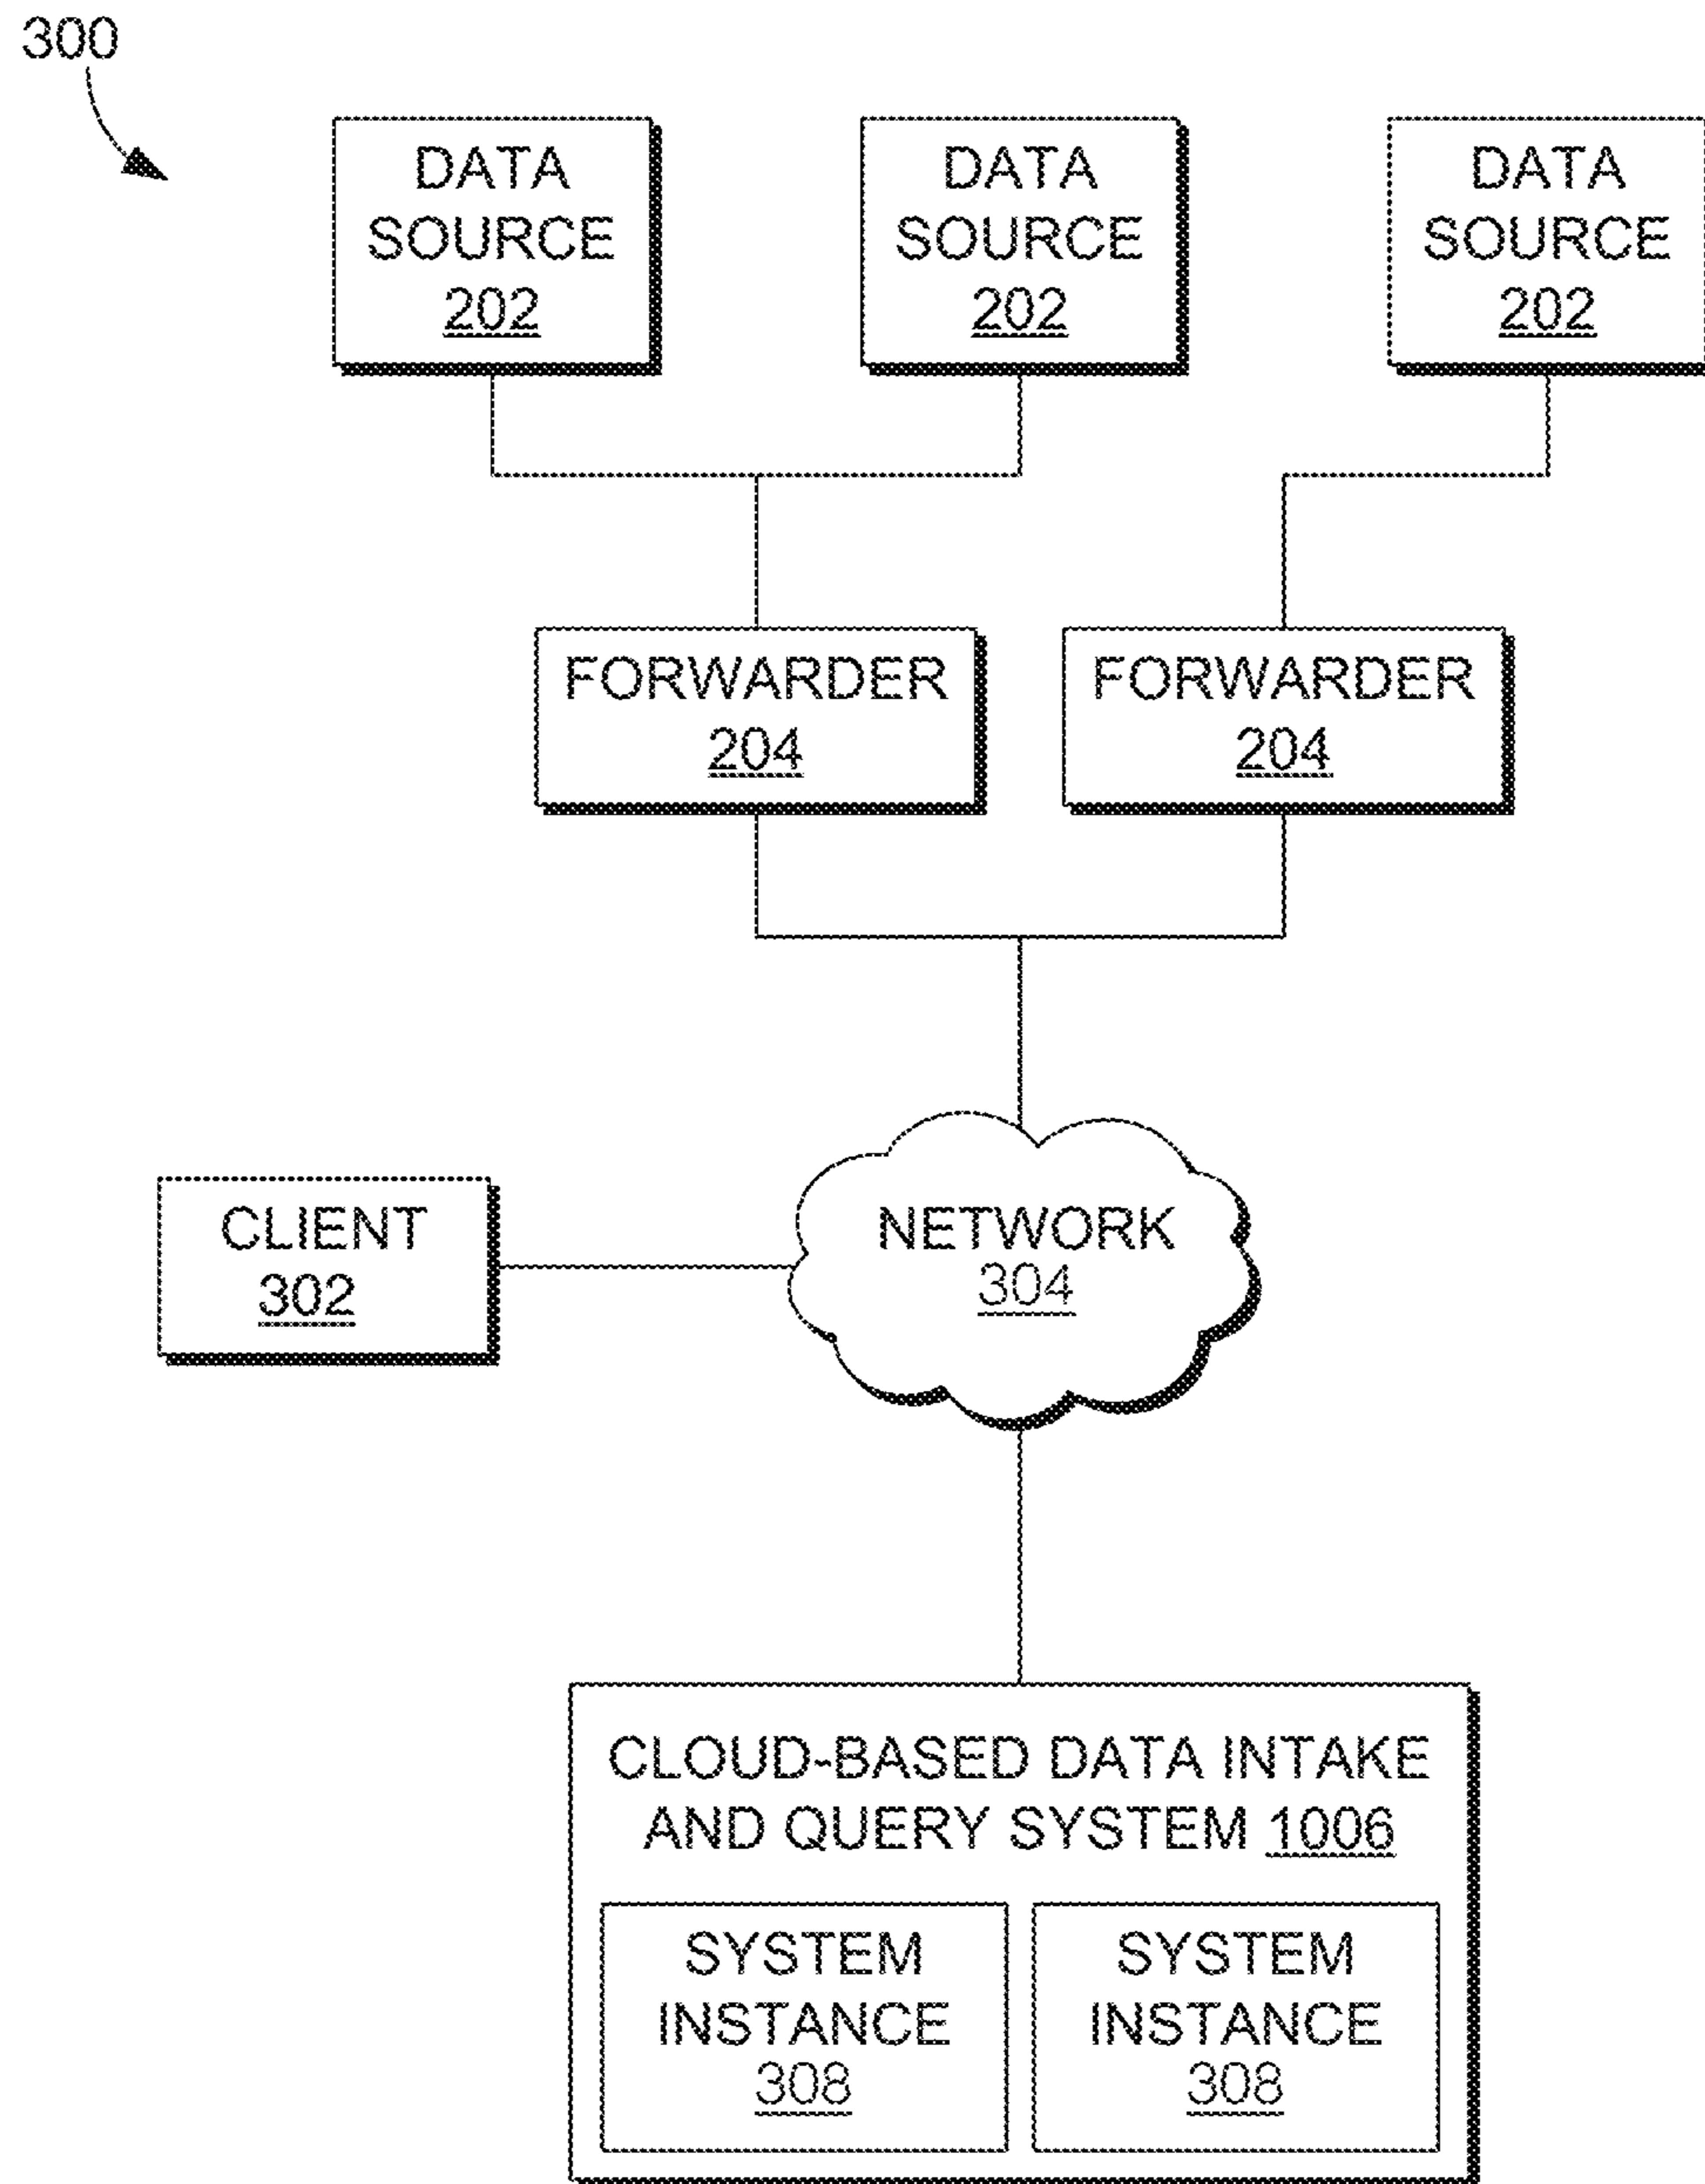 300
DATA
SOURCE
202
DATA
SOURCE
202
DATA
SOURCE
202
FORWARDER
204
FORWARDER
204
CLIENT
302
NETWORK
304
CLOUD-BASED DATA INTAKE
AND QUERY SYSTEM 1006
SYSTEM
INSTANCE
308
SYSTEM
INSTANCE
308